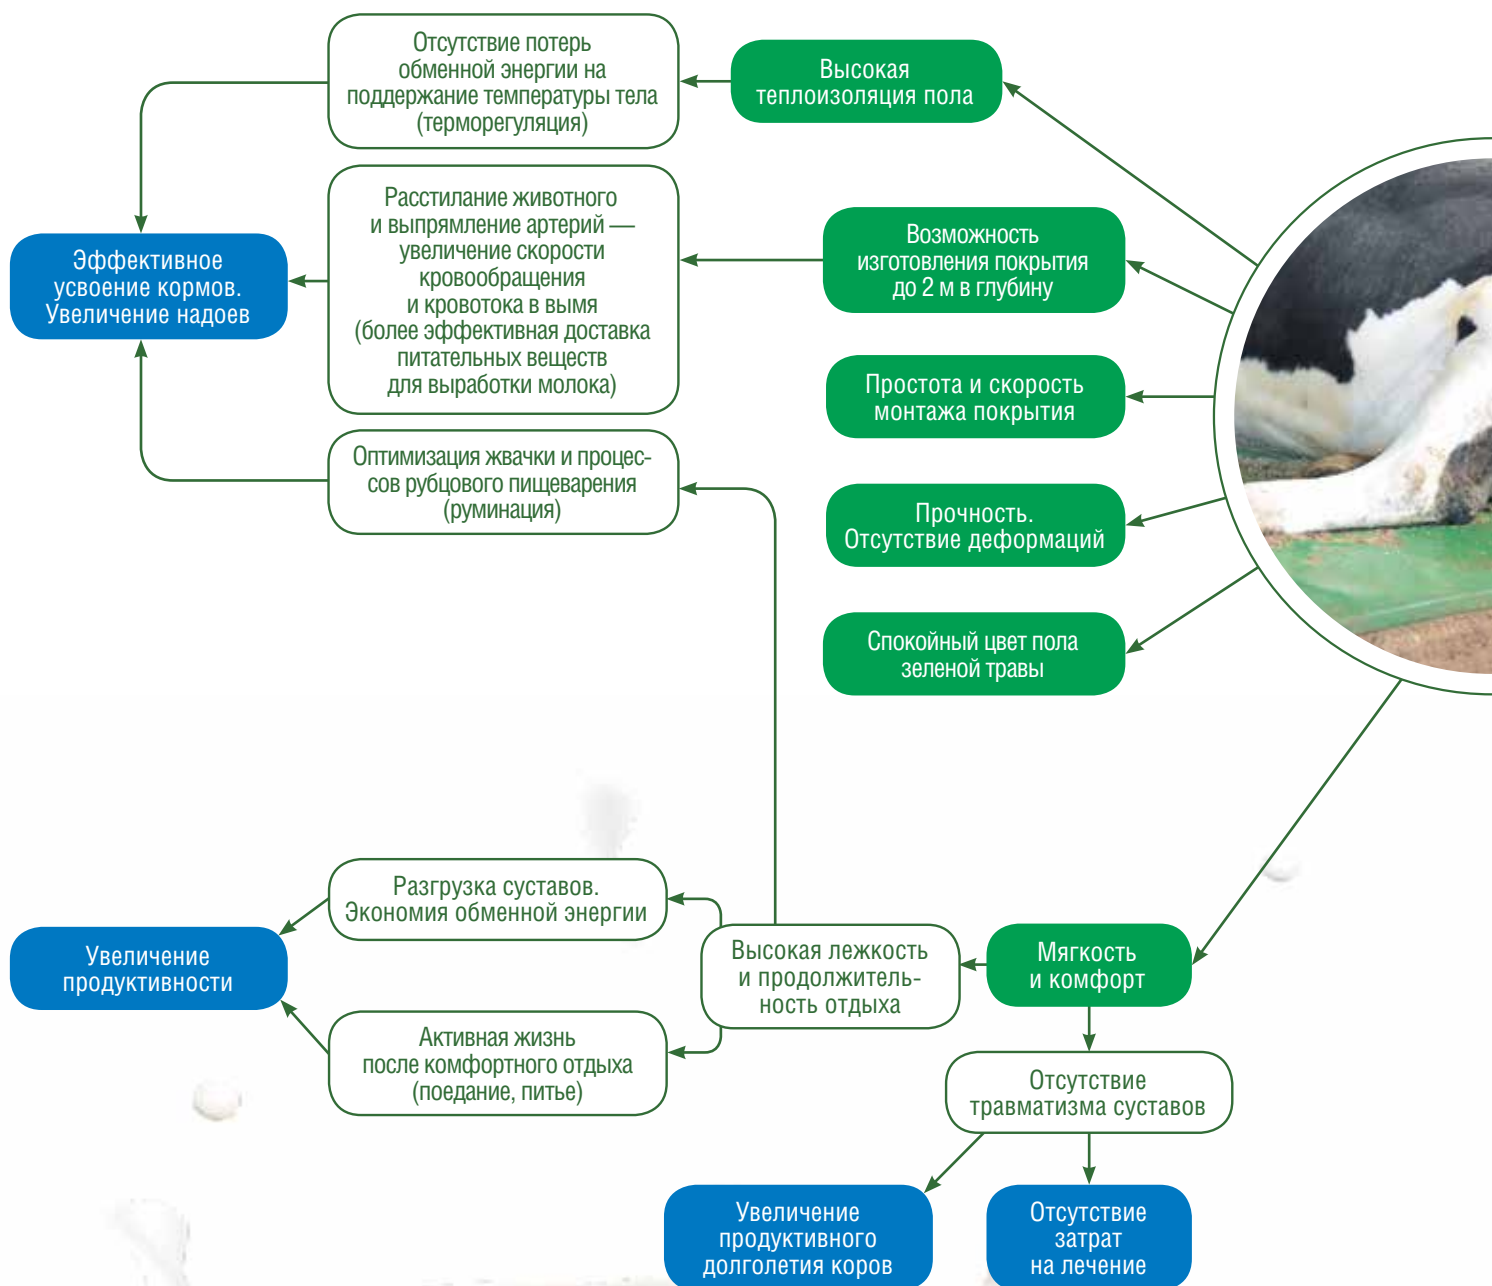 Отсутствие потерь
обменной энергии на
поддержание температуры тела
(терморегуляция)
Высокая
теплоизоляция пола
Расстилание животного
и выпрямление артерий —
увеличение скорости
кровообращения
и кровотока в вымя
(более эффективная доставка
питательных веществ
для выработки молока)
Возможность
изготовления покрытия
до 2 м в глубину
Эффективное
усвоение кормов.
Увеличение надоев
Простота и скорость
монтажа покрытия
Оптимизация жвачки и процес-
сов рубцового пищеварения
(руминация)
Прочность.
Отсутствие деформаций
Спокойный цвет пола
зеленой травы
Разгрузка суставов.
Экономия обменной энергии
Увеличение
продуктивности
Высокая лежкость
и продолжитель-
ность отдыха
Мягкость
и комфорт
Активная жизнь
после комфортного отдыха
(поедание, питье)
Отсутствие
травматизма суставов
Увеличение
продуктивного
долголетия коров
Отсутствие
затрат
на лечение